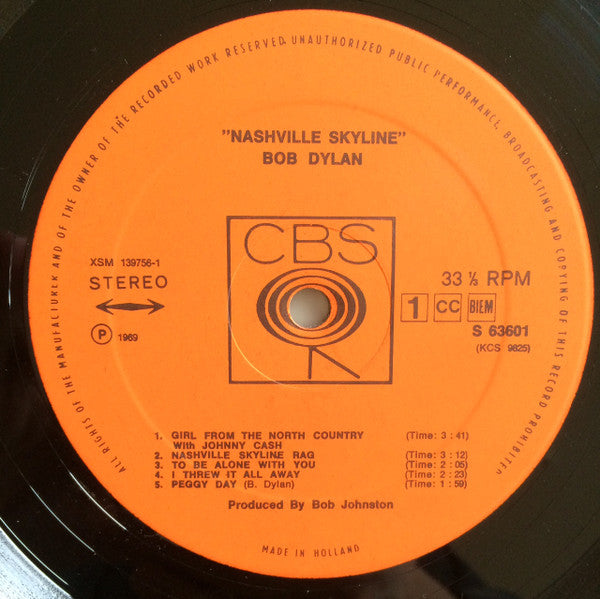 ALL RIGHTS OF THE MANUFACTURER AND OF THE OWNER OF THE RECORDED WORK RESERVED. UNAUTHORIZED PUBLIC PERFORMANCE, BROADCASTING AND COPYING OF THIS RECORD PROHIBITED
"NASHVILLE SKYLINE"
BOB DYLAN
CBS
XSM 139756-1
STEREO
℗ 1969
33 ⅓ RPM
1 CC BIEM
S 63601
(KCS 9825)
1. GIRL FROM THE NORTH COUNTRY (Time: 3 : 41)
With JOHNNY CASH
2. NASHVILLE SKYLINE RAG (Time: 3 : 12)
3. TO BE ALONE WITH YOU (Time: 2 : 05)
4. I THREW IT ALL AWAY (Time: 2 : 23)
5. PEGGY DAY (B. Dylan) (Time: 1 : 59)
Produced By Bob Johnston
MADE IN HOLLAND